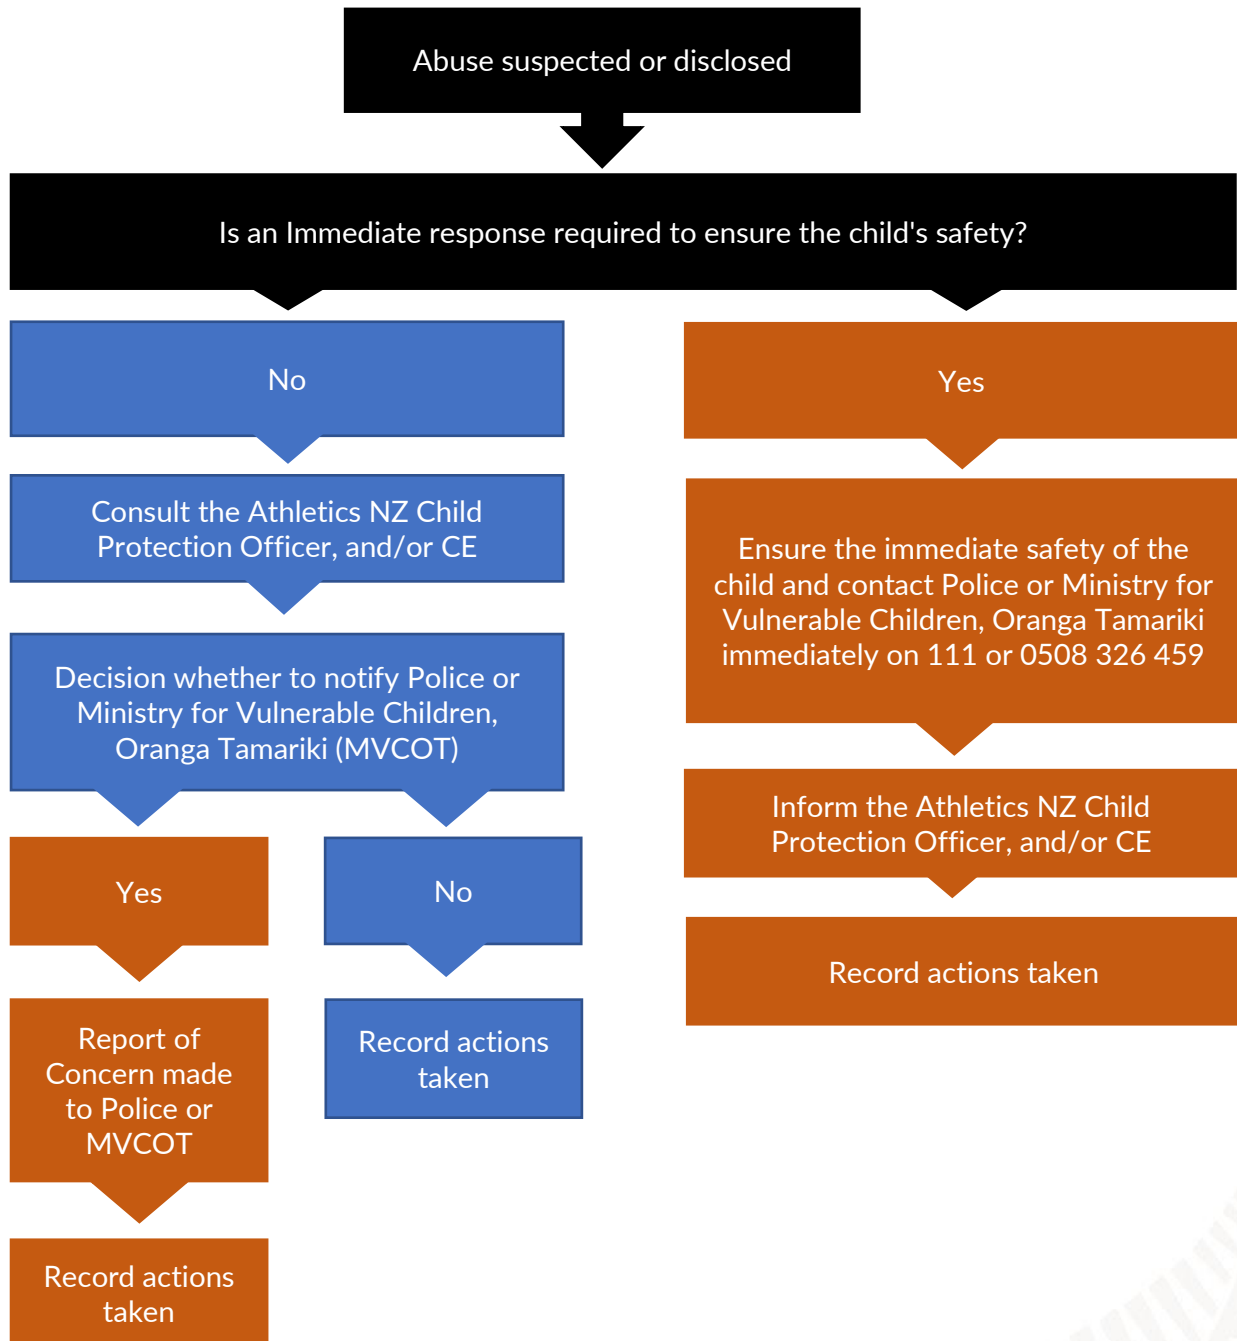 Abuse suspected or disclosed
Is an Immediate response required to ensure the child's safety?
No
Yes
Consult the Athletics NZ Child
Protection Officer, and/or CE
Ensure the immediate safety of the
child and contact Police or Ministry for
Vulnerable Children, Oranga Tamariki
immediately on 111 or 0508 326 459
Decision whether to notify Police or
Ministry for Vulnerable Children,
Oranga Tamariki (MVCOT)
Inform the Athletics NZ Child
Protection Officer, and/or CE
Yes
No
Record actions taken
Report of
Concern made
to Police or
MVCOT
Record actions
taken
Record actions
taken